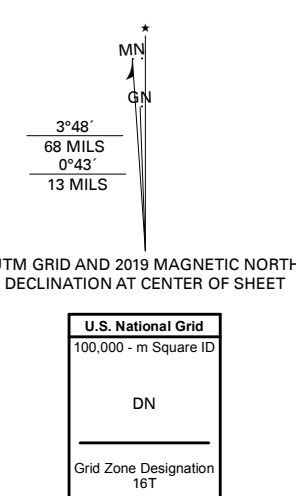 MN
GN
3°48´
68 MILS
0°43´
13 MILS
UTM GRID AND 2019 MAGNETIC NORTH
DECLINATION AT CENTER OF SHEET
U.S. National Grid
100,000 - m Square ID
DN
Grid Zone Designation
16T